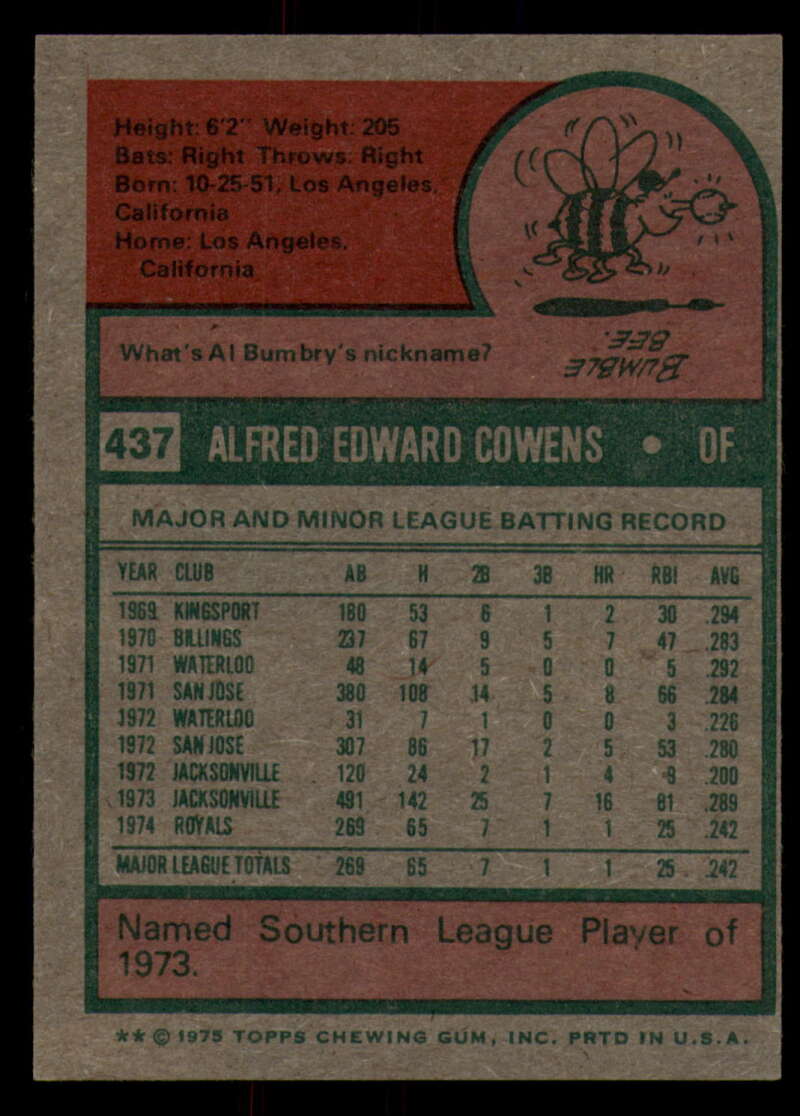 Height: 6'2" Weight: 205
Bats: Right Throws: Right
Born: 10-25-51, Los Angeles,
California
Home: Los Angeles,
California
What's Al Bumbry's nickname?
BUMBLE
BEE.
437 ALFRED EDWARD COWENS • OF
MAJOR AND MINOR LEAGUE BATTING RECORD
YEAR CLUB AB H 2B 3B HR RBI AVG
1969 KINGSPORT 180 53 6 1 2 30 .294
1970 BILLINGS 237 67 9 5 7 47 .283
1971 WATERLOO 48 14 5 0 0 5 .292
1971 SAN JOSE 380 108 14 5 8 66 .284
1972 WATERLOO 31 7 1 0 0 3 .226
1972 SAN JOSE 307 86 17 2 5 53 .280
1972 JACKSONVILLE 120 24 2 1 4 9 .200
1973 JACKSONVILLE 491 142 25 7 16 81 .289
1974 ROYALS 269 65 7 1 1 25 .242
MAJOR LEAGUE TOTALS 269 65 7 1 1 25 .242
Named Southern League Player of
1973.
** © 1975 TOPPS CHEWING GUM, INC. PRTD IN U.S.A.